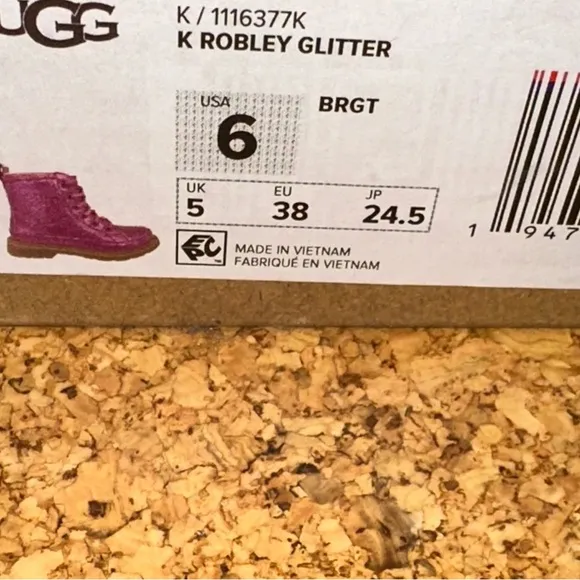 UGG
K / 1116377K
K ROBLEY GLITTER
USA
6
BRGT
UK EU JP
5 38 24.5
MADE IN VIETNAM
FABRIQUÉ EN VIETNAM
1 947